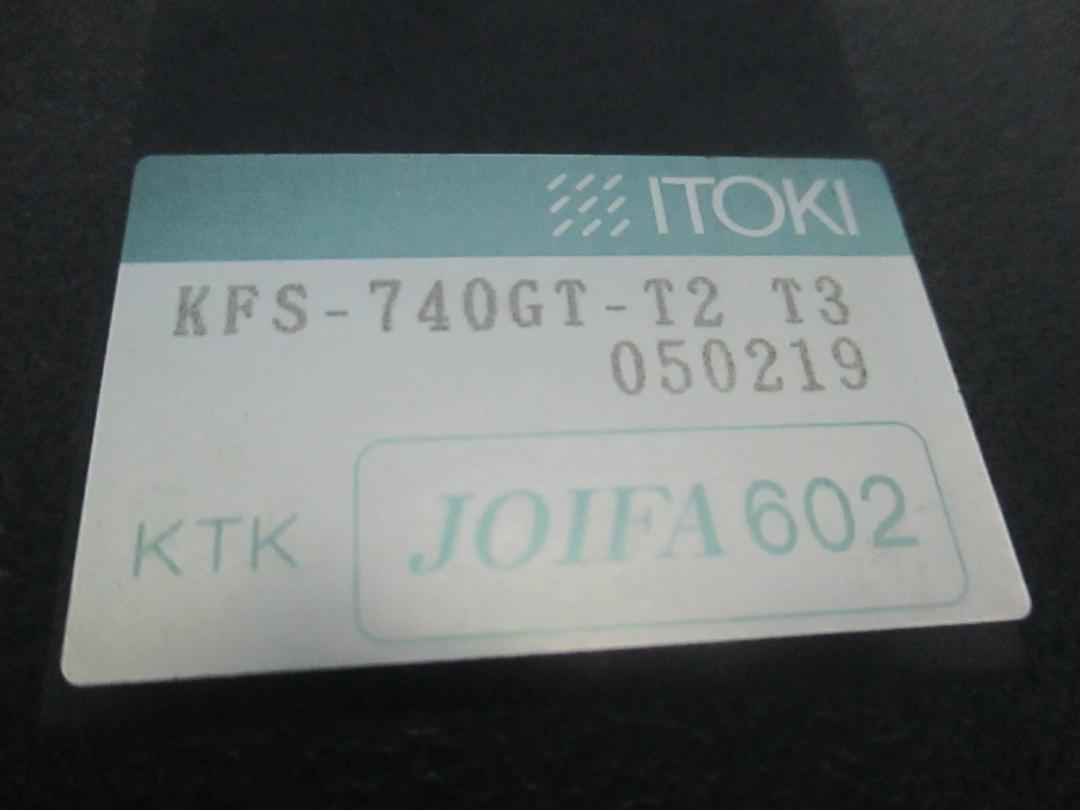 ITOKI
KFS-740GT-T2 T3
050219
KTK
JOIFA 602